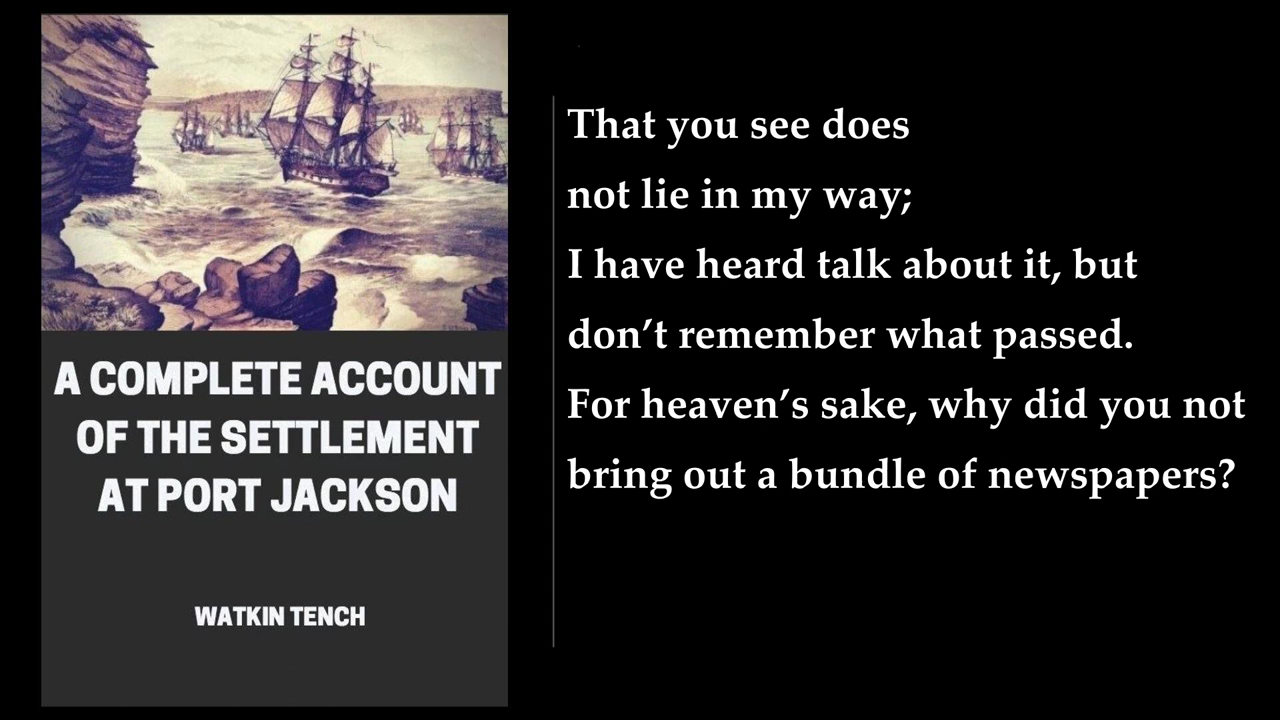 A COMPLETE ACCOUNT
OF THE SETTLEMENT
AT PORT JACKSON
WATKIN TENCH
That you see does
not lie in my way;
I have heard talk about it, but
don’t remember what passed.
For heaven’s sake, why did you not
bring out a bundle of newspapers?